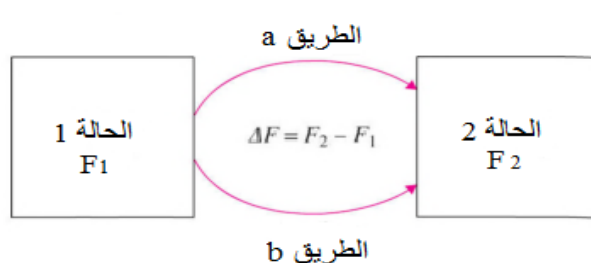 الطريق a
الحالة 1
F1
ΔF = F₂ − F₁
الحالة 2
F 2
الطريق b